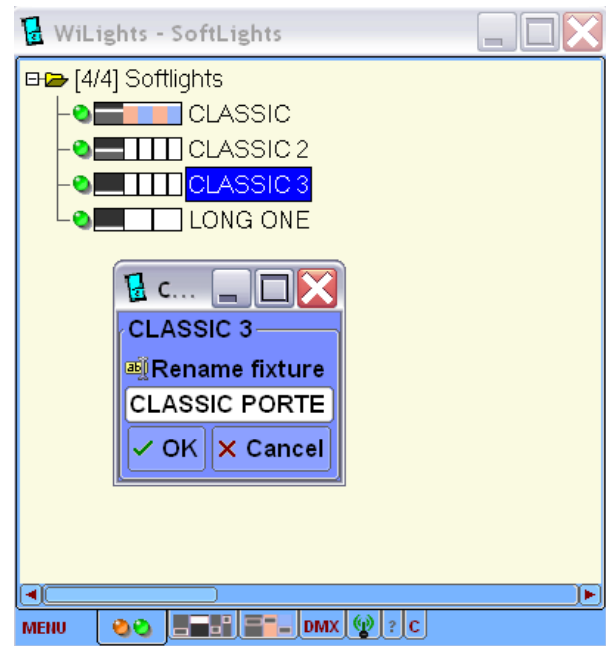 WiLights - SoftLights
[4/4] Softlights
CLASSIC
CLASSIC 2
CLASSIC 3
LONG ONE
C...
CLASSIC 3
ab Rename fixture
CLASSIC PORTE
OK Cancel
MENU DMX ? C